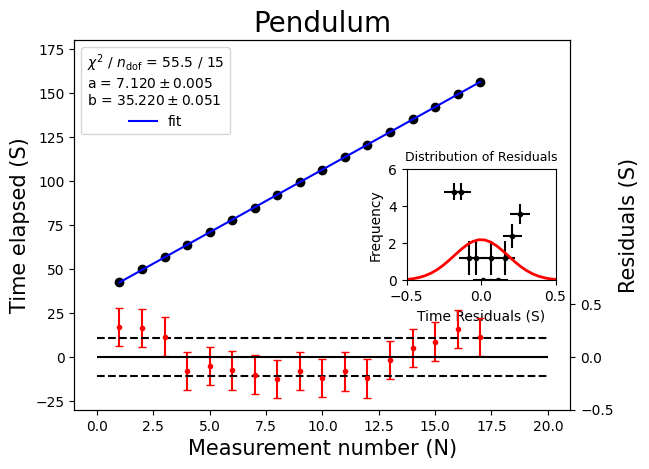 Pendulum
χ² / n_dof = 55.5 / 15
a = 7.120 ± 0.005
b = 35.220 ± 0.051
fit
Time elapsed (S)
175
150
125
100
75
50
25
0
−25
0.0 2.5 5.0 7.5 10.0 12.5 15.0 17.5 20.0
Measurement number (N)
Distribution of Residuals
Frequency
6
4
2
0
−0.5 0.0 0.5
Time Residuals (S)
Residuals (S)
0.5
0.0
−0.5